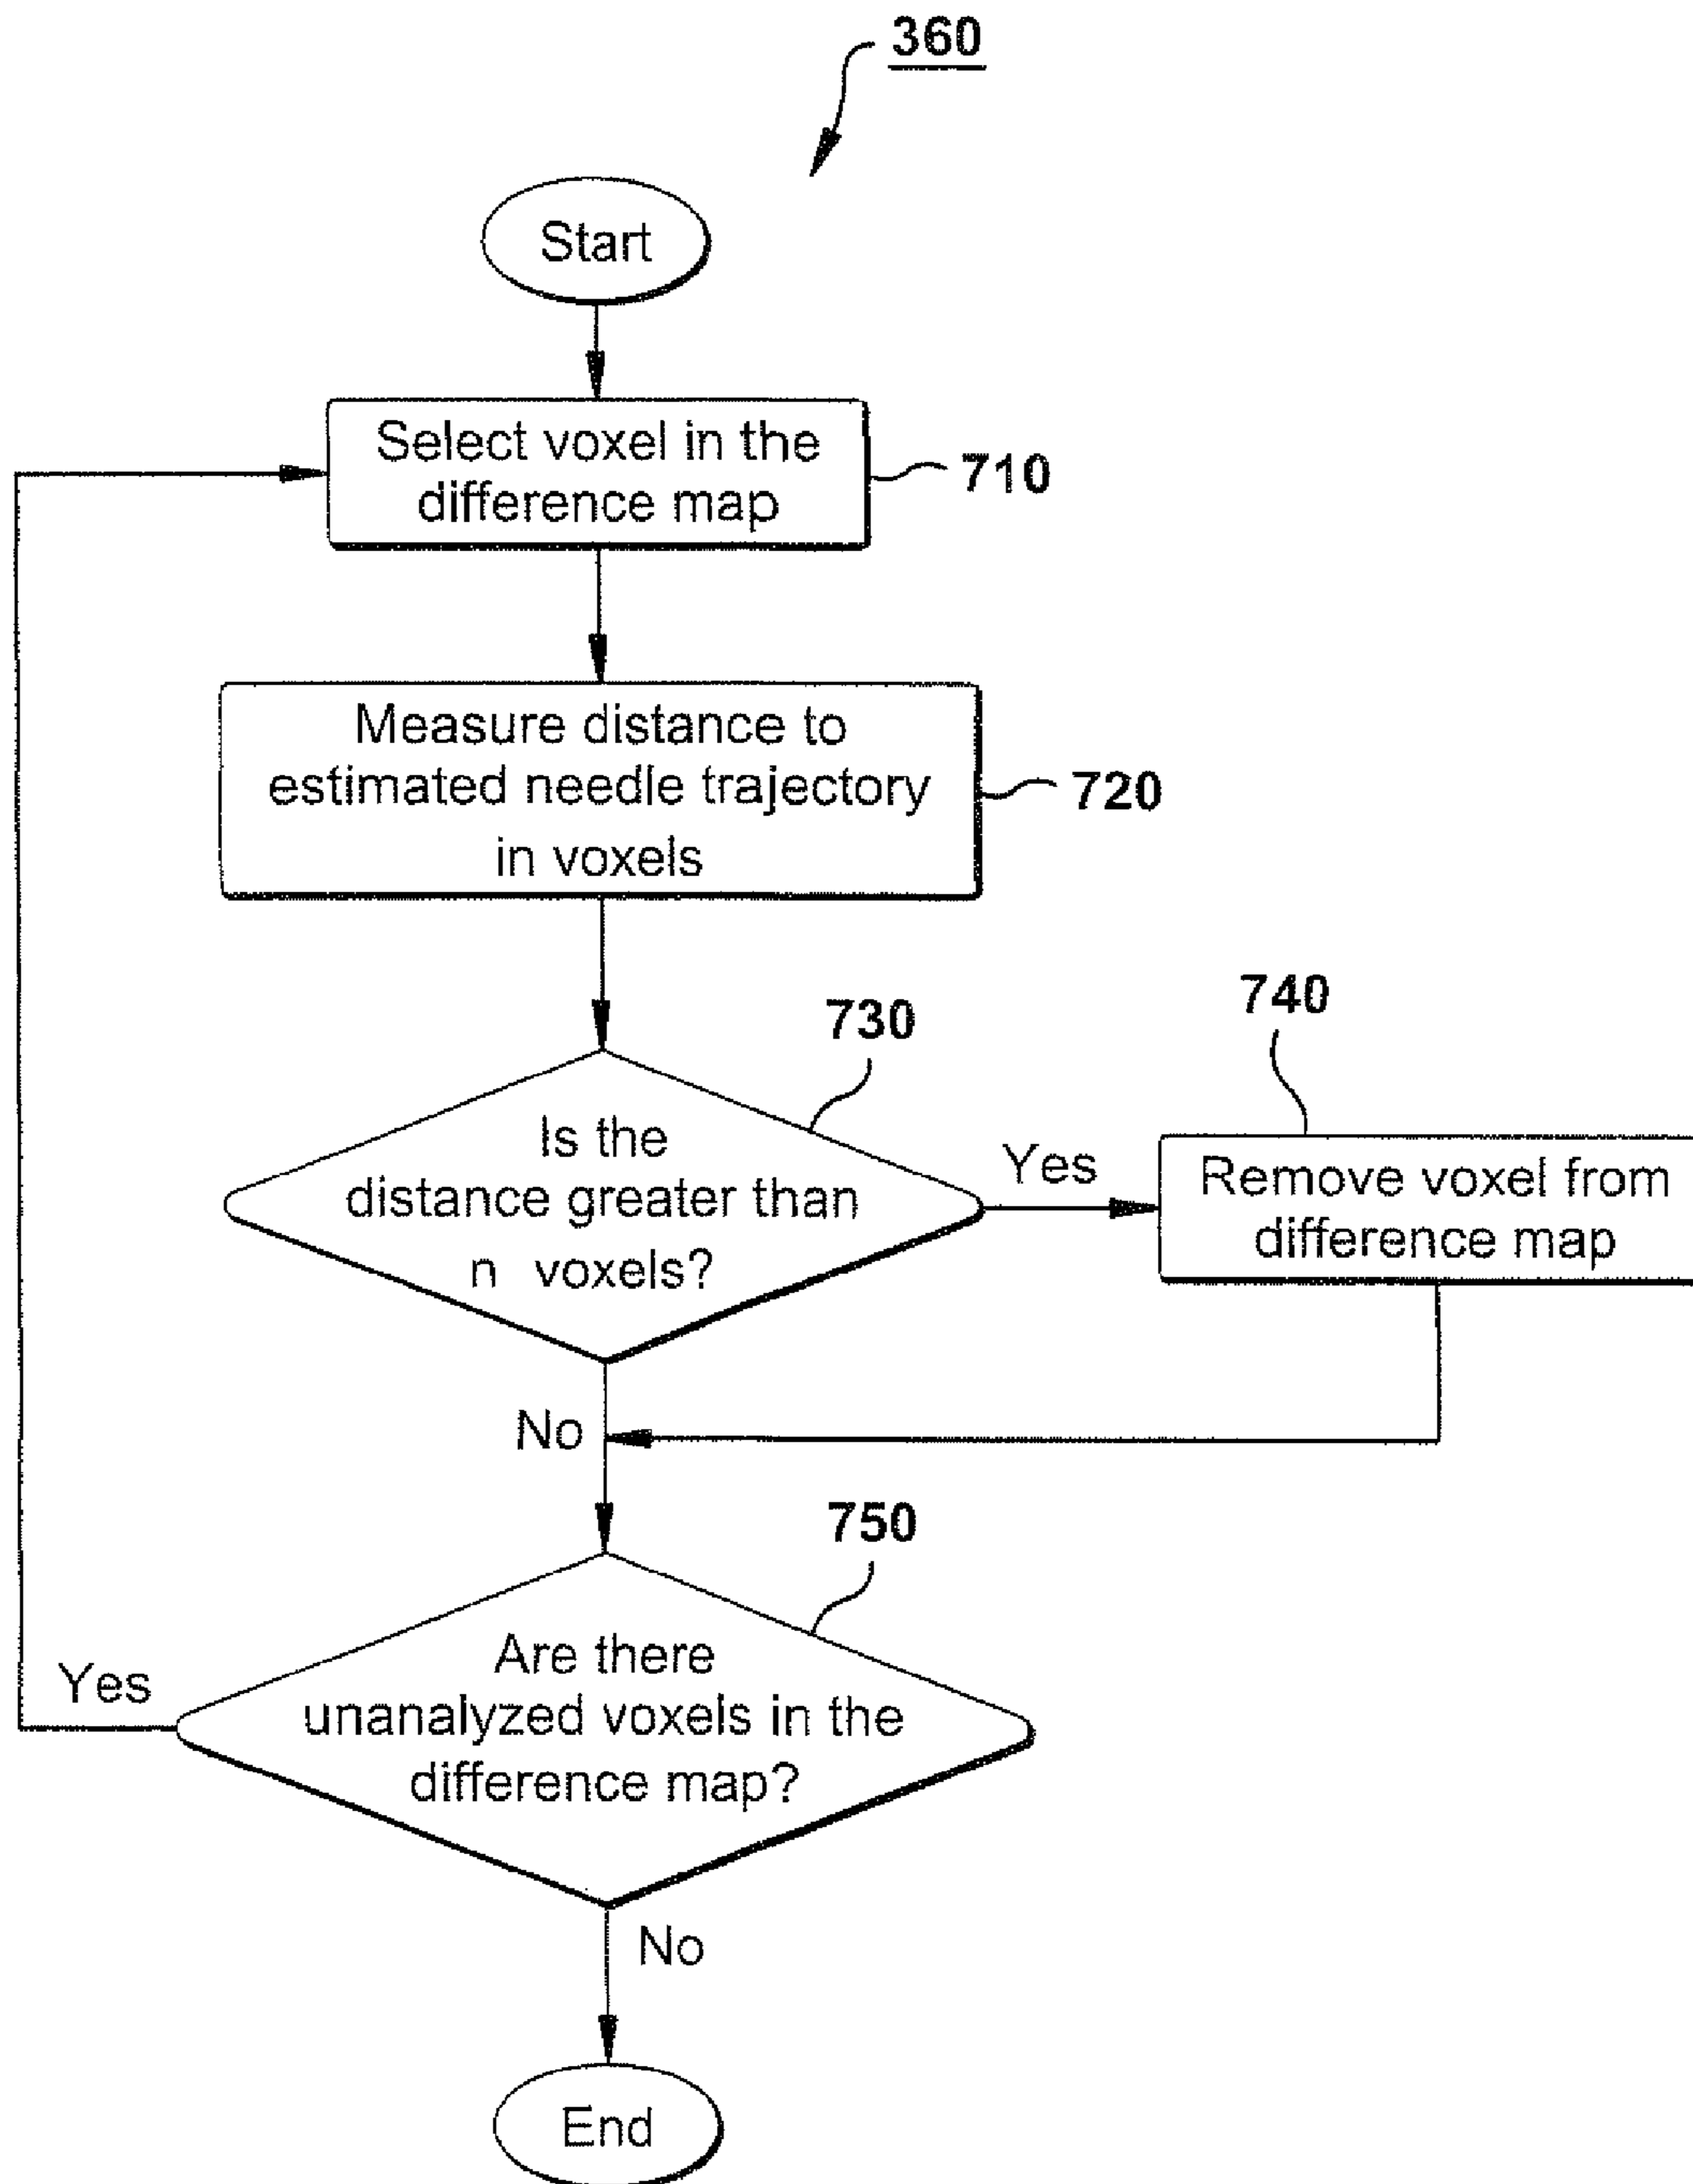 360
Start
Select voxel in the
difference map
710
Measure distance to
estimated needle trajectory
in voxels
720
730
740
Is the
distance greater than
n voxels?
Yes
Remove voxel from
difference map
No
750
Are there
unanalyzed voxels in the
difference map?
Yes
No
End